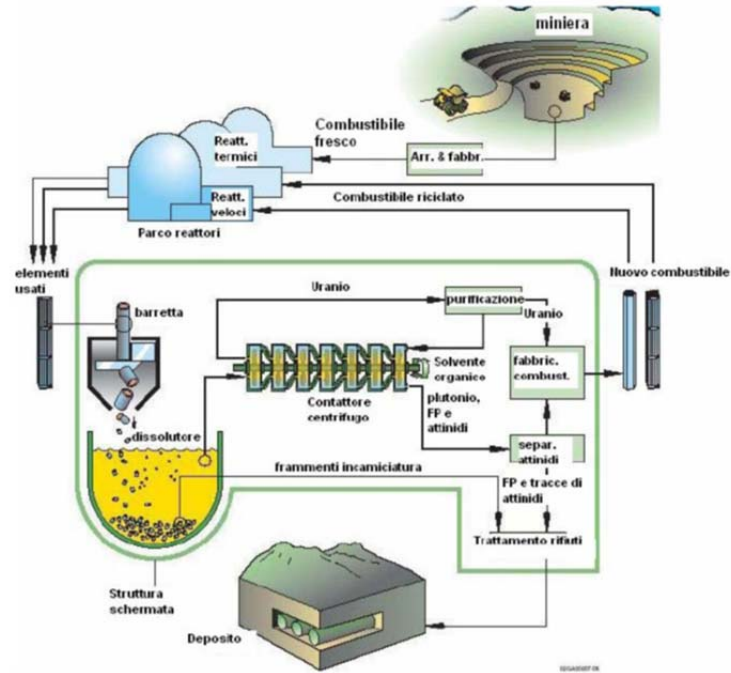 miniera
Combustibile
fresco
Reatt.
termici
Arr. & fabbr.
Reatt.
veloci
Combustibile riciclato
Parco reattori
elementi
usati
Nuovo combustibile
Uranio
purificazione
Uranio
barretta
fabbric.
combust.
Solvente
organico
Contattore
centrifugo
plutonio,
FP e
attinidi
dissolutore
separ.
attinidi
frammenti incamiciatura
FP e tracce di
attinidi
Trattamento rifiuti
Struttura
schermata
Deposito